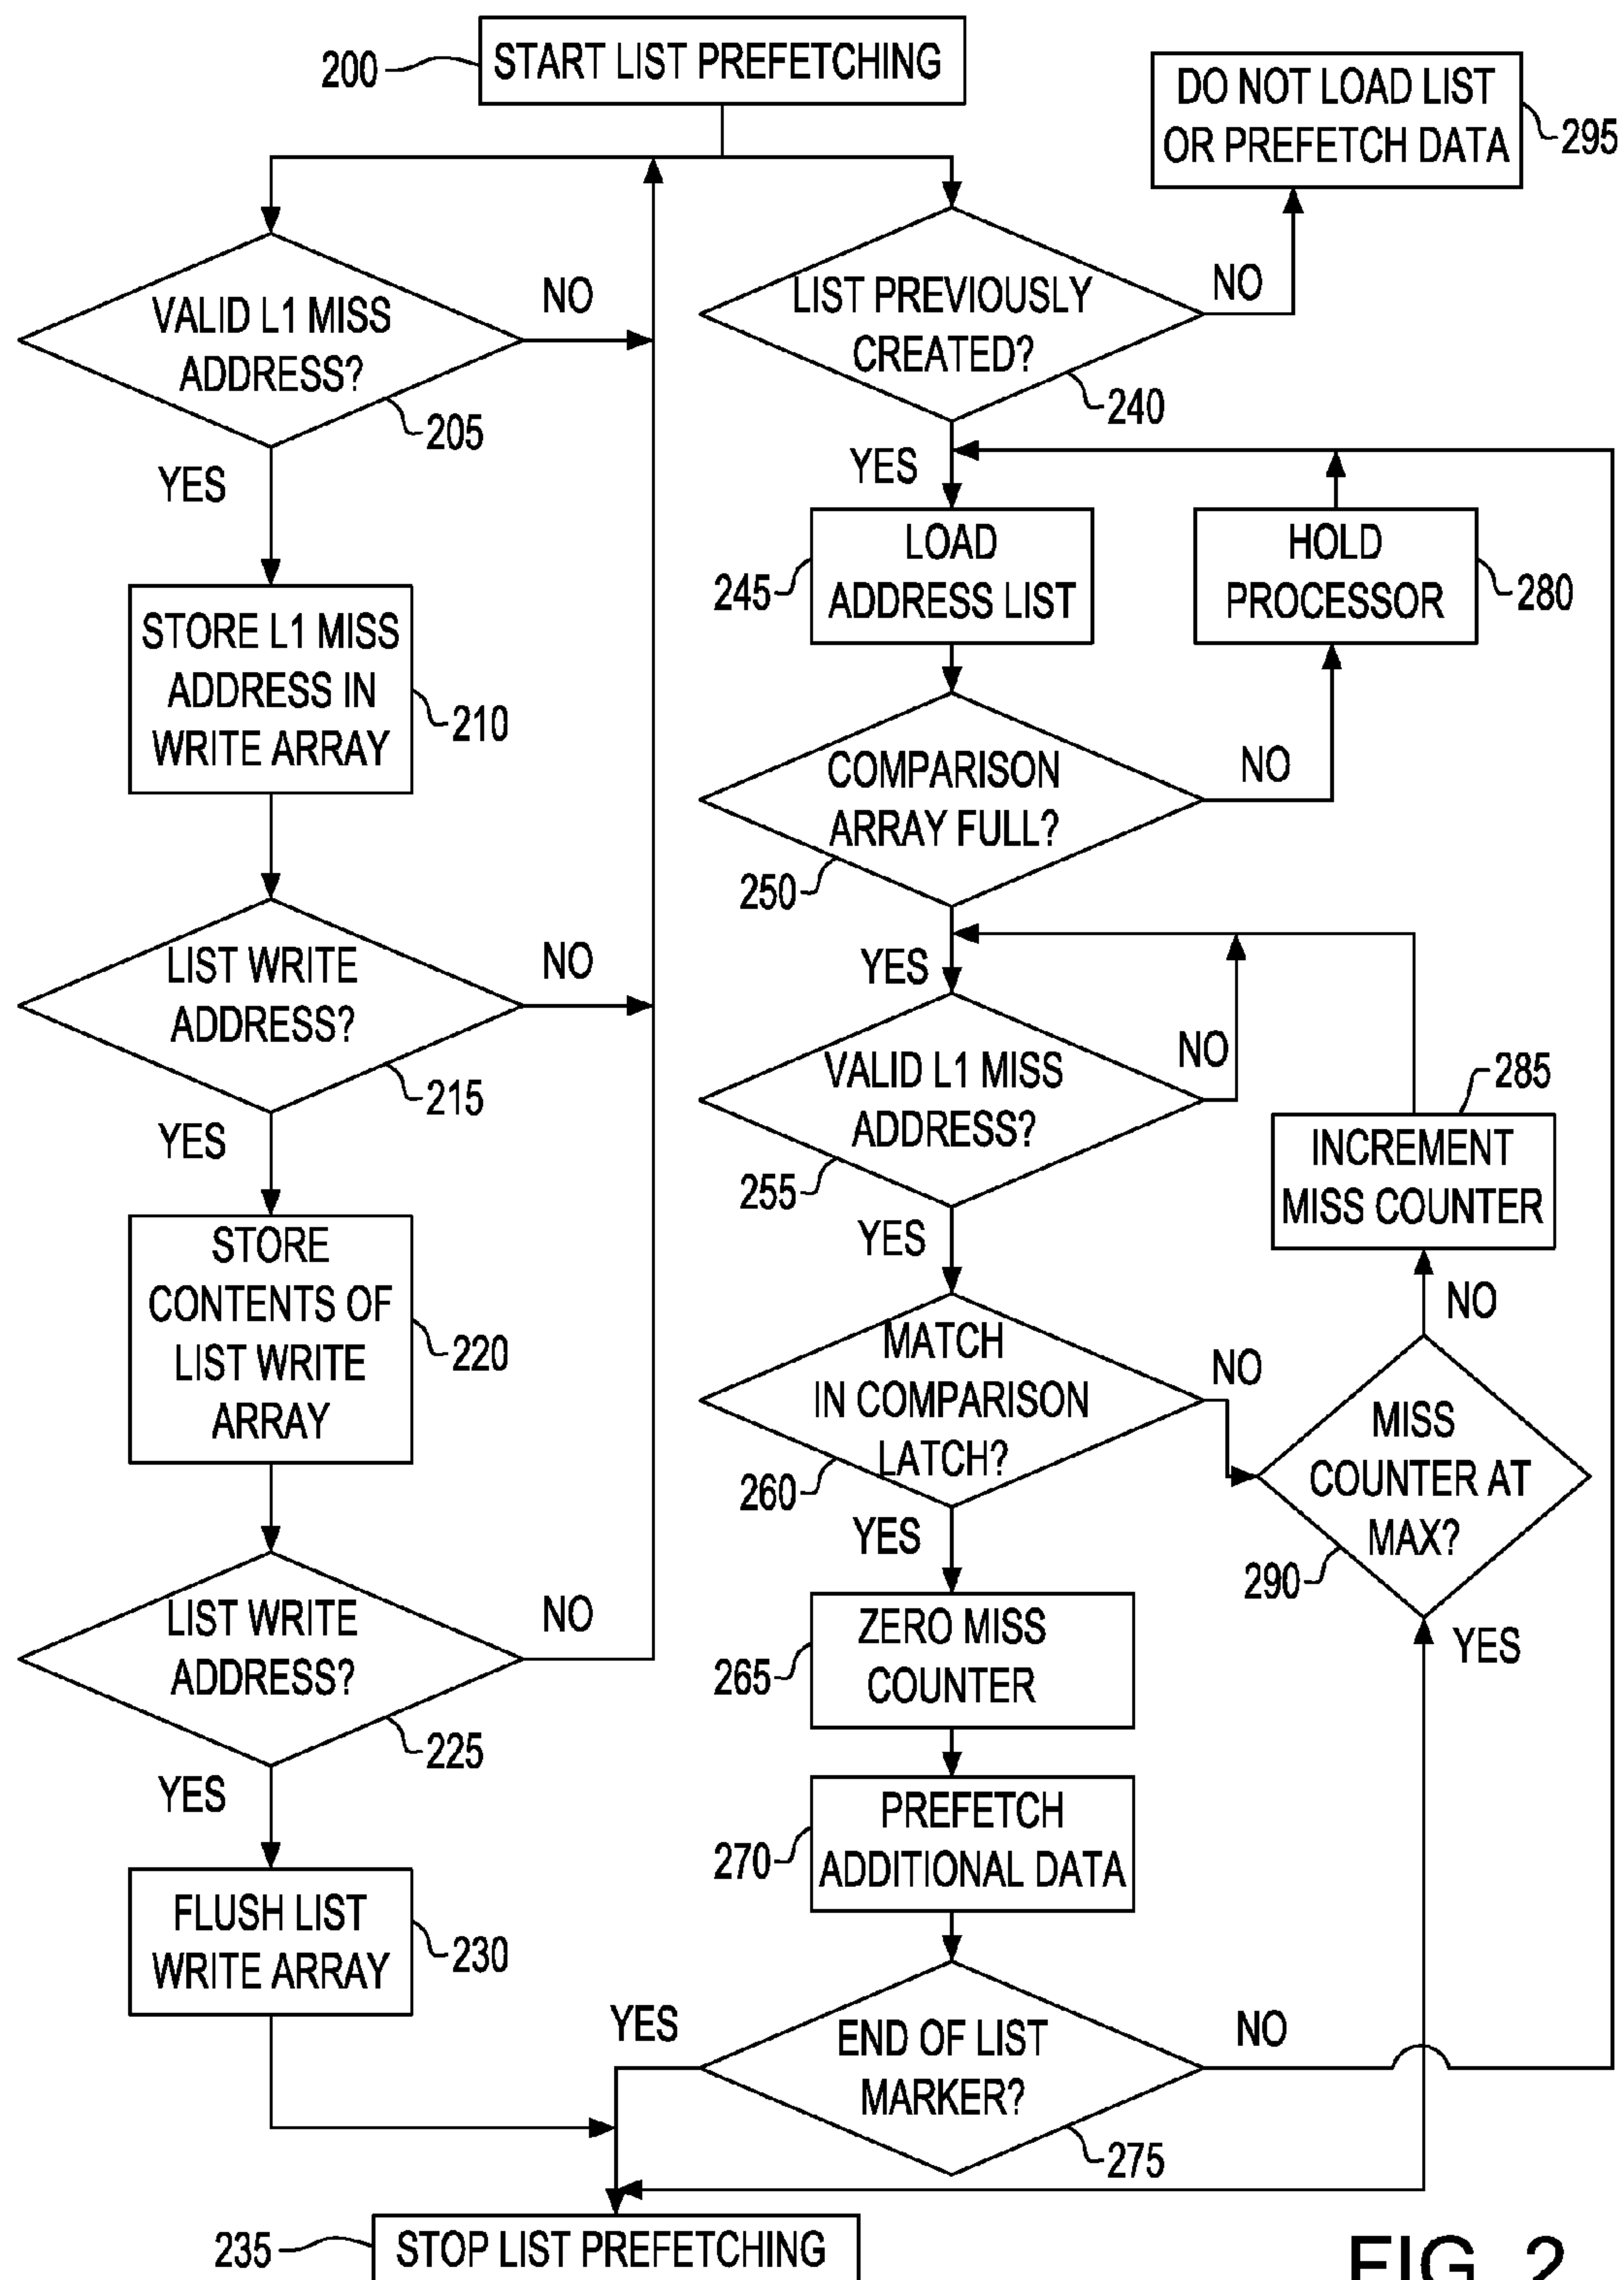 200
START LIST PREFETCHING
DO NOT LOAD LIST
OR PREFETCH DATA
295
VALID L1 MISS
ADDRESS?
NO
205
YES
STORE L1 MISS
ADDRESS IN
WRITE ARRAY
210
LIST WRITE
ADDRESS?
NO
215
YES
STORE
CONTENTS OF
LIST WRITE
ARRAY
220
LIST WRITE
ADDRESS?
NO
225
YES
FLUSH LIST
WRITE ARRAY
230
LIST PREVIOUSLY
CREATED?
NO
240
YES
LOAD
ADDRESS LIST
245
HOLD
PROCESSOR
280
COMPARISON
ARRAY FULL?
NO
250
YES
VALID L1 MISS
ADDRESS?
NO
255
YES
285
INCREMENT
MISS COUNTER
NO
MATCH
IN COMPARISON
LATCH?
NO
260
YES
MISS
COUNTER AT
MAX?
290
YES
ZERO MISS
COUNTER
265
PREFETCH
ADDITIONAL DATA
270
YES
END OF LIST
MARKER?
NO
275
235
STOP LIST PREFETCHING
FIG. 2